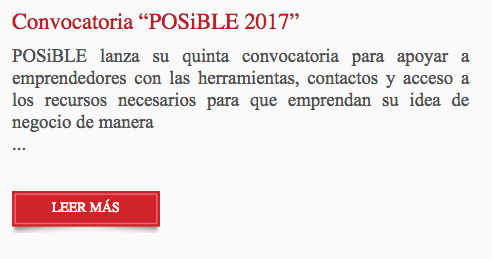 Convocatoria “POSiBLE 2017”
POSiBLE lanza su quinta convocatoria para apoyar a
emprendedores con las herramientas, contactos y acceso a
los recursos necesarios para que emprendan su idea de
negocio de manera
...
LEER MÁS